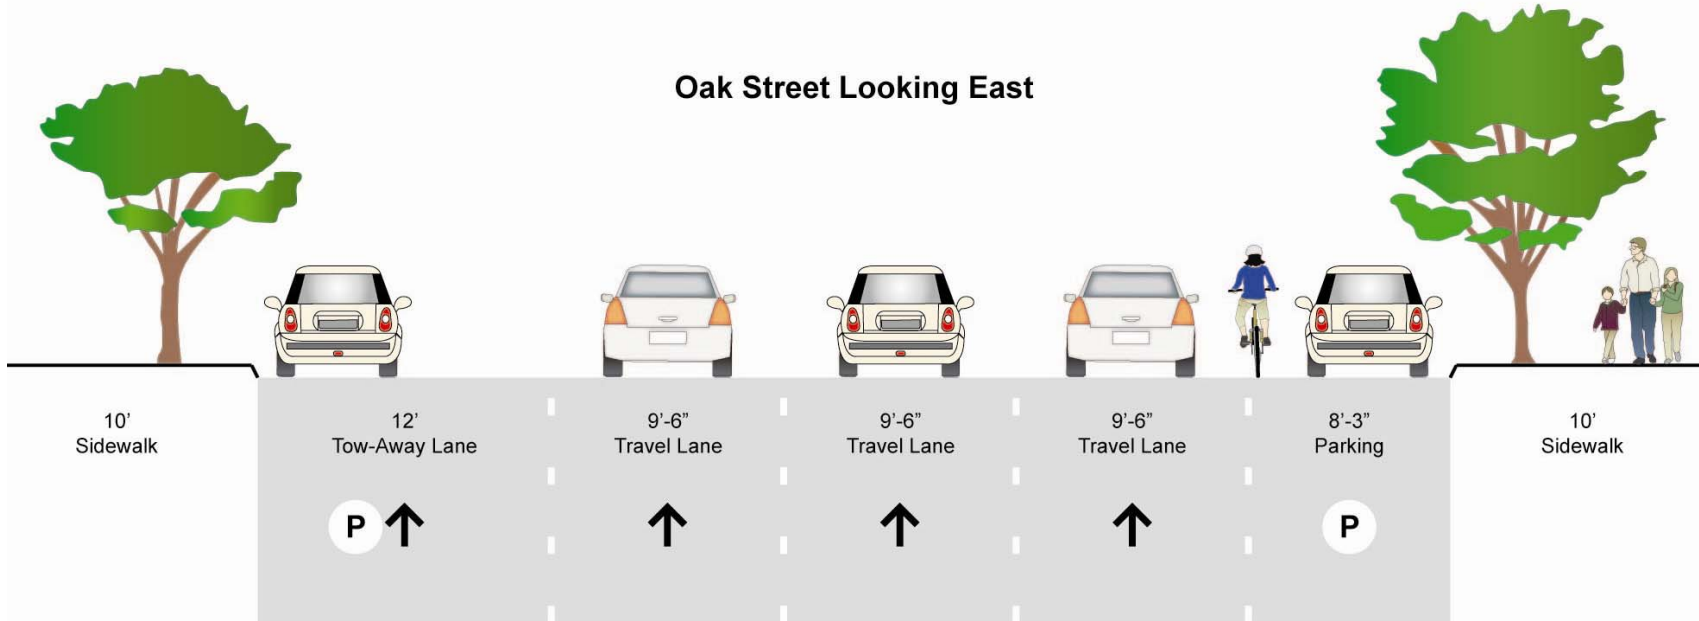 Oak Street Looking East
10’
Sidewalk
12’
Tow-Away Lane
9’-6”
Travel Lane
9’-6”
Travel Lane
9’-6”
Travel Lane
8’-3”
Parking
10’
Sidewalk
P
P